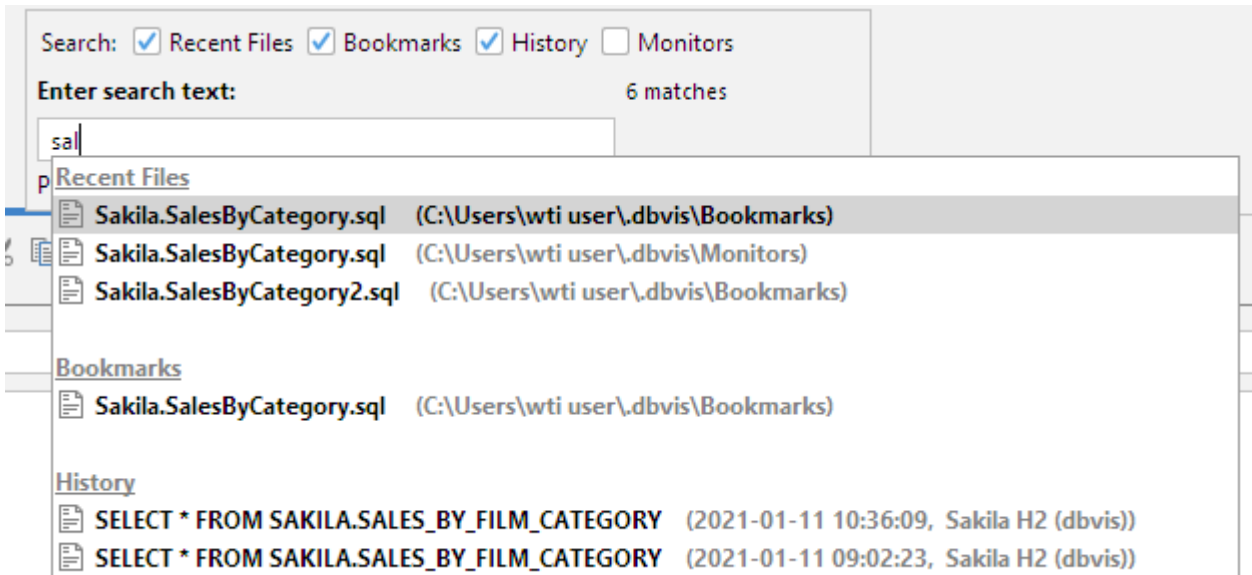 Search: Recent Files Bookmarks History Monitors
Enter search text: 6 matches
sal
P
Recent Files
Sakila.SalesByCategory.sql (C:\Users\wti user\.dbvis\Bookmarks)
Sakila.SalesByCategory.sql (C:\Users\wti user\.dbvis\Monitors)
Sakila.SalesByCategory2.sql (C:\Users\wti user\.dbvis\Bookmarks)
Bookmarks
Sakila.SalesByCategory.sql (C:\Users\wti user\.dbvis\Bookmarks)
History
SELECT * FROM SAKILA.SALES_BY_FILM_CATEGORY (2021-01-11 10:36:09, Sakila H2 (dbvis))
SELECT * FROM SAKILA.SALES_BY_FILM_CATEGORY (2021-01-11 09:02:23, Sakila H2 (dbvis))